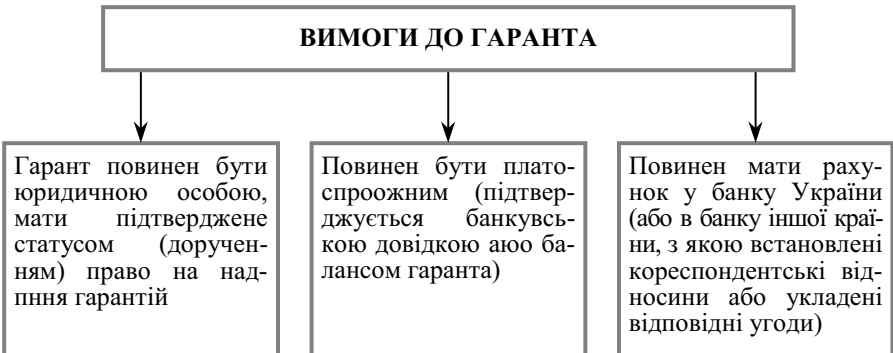 ВИМОГИ ДО ГАРАНТА
Гарант повинен бути
юридичною особою,
мати підтверджене
статусом (доручен-
ням) право на над-
пння гарантій
Повинен бути плато-
спроожним (підтвер-
джується банкувсь-
кою довідкою аюо ба-
лансом гаранта)
Повинен мати раху-
нок у банку України
(або в банку іншої краї-
ни, з якою встановлені
кореспондентські від-
носини або укладені
відповідні угоди)